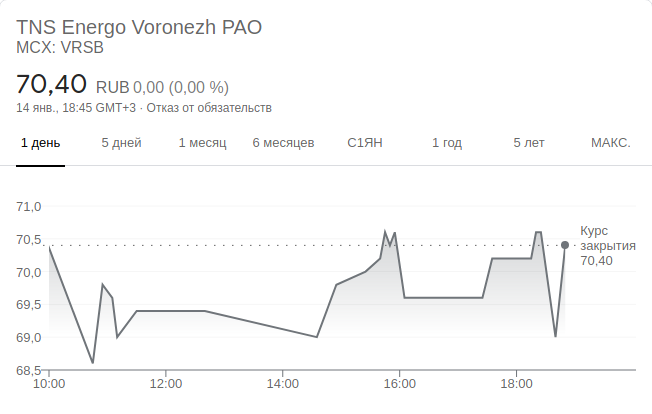 TNS Energo Voronezh PAO
MCX: VRSB
70,40 RUB 0,00 (0,00 %)
14 янв., 18:45 GMT+3 · Отказ от обязательств
1 день 5 дней 1 месяц 6 месяцев С1ЯН 1 год 5 лет МАКС.
71,0
70,5
70,0
69,5
69,0
68,5
Курс
закрытия
70,40
10:00 12:00 14:00 16:00 18:00